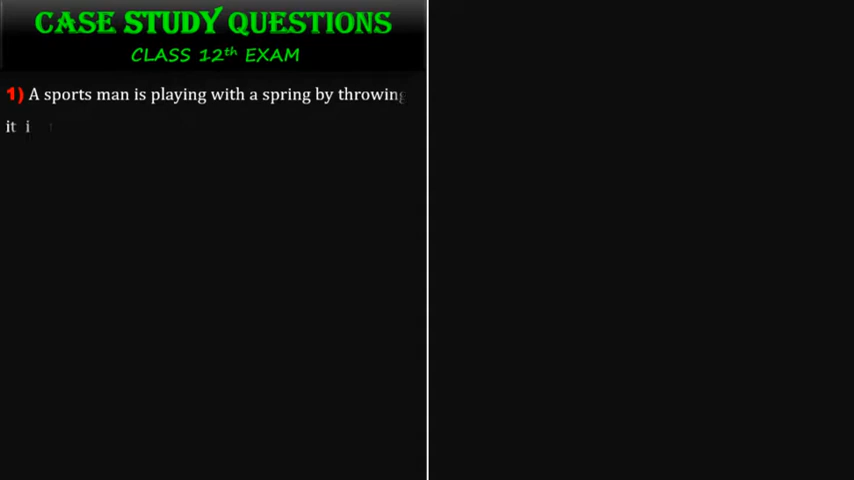 CASE STUDY QUESTIONS
CLASS 12th EXAM
1) A sports man is playing with a spring by throwing
it i